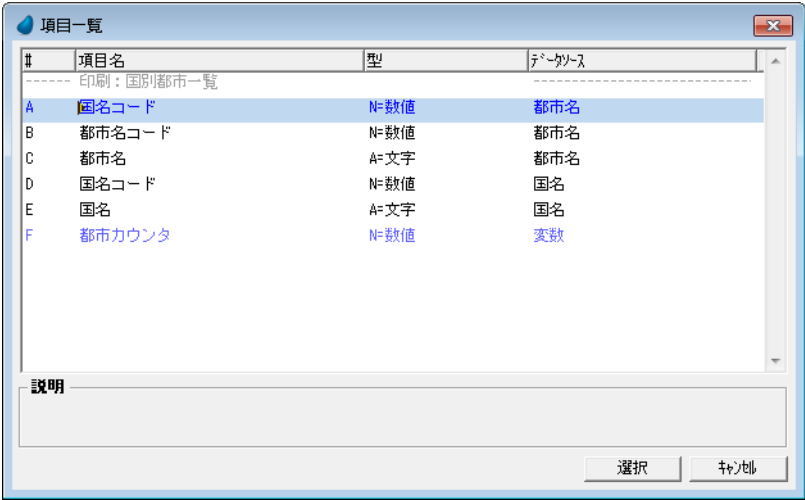 項目一覧
# 項目名 型 ﾃﾞｰﾀｿｰｽ
------ 印刷：国別都市一覧 ----------------------------
A 国名コード N=数値 都市名
B 都市名コード N=数値 都市名
C 都市名 A=文字 都市名
D 国名コード N=数値 国名
E 国名 A=文字 国名
F 都市カウンタ N=数値 変数
説明
選択 ｷｬﾝｾﾙ